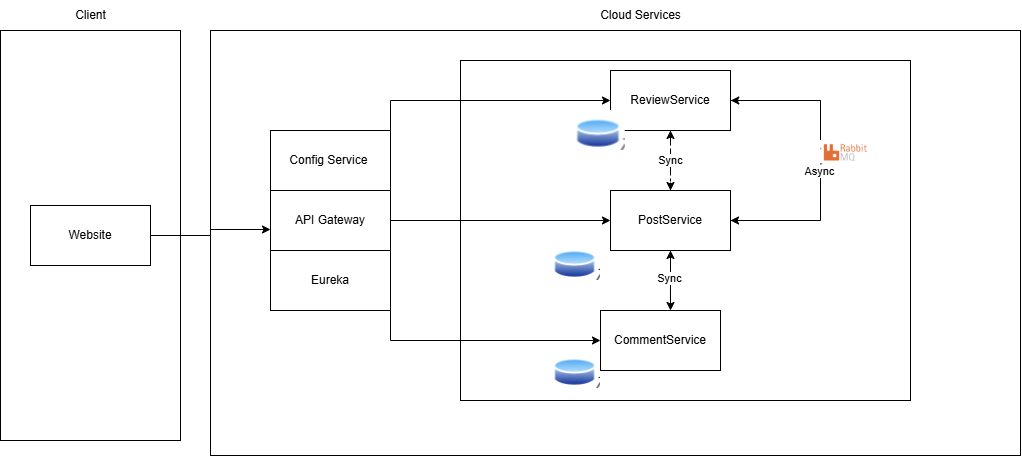 Client
Cloud Services
ReviewService
Config Service
Sync
Rabbit
MQ
Async
API Gateway
PostService
Website
Eureka
Sync
CommentService